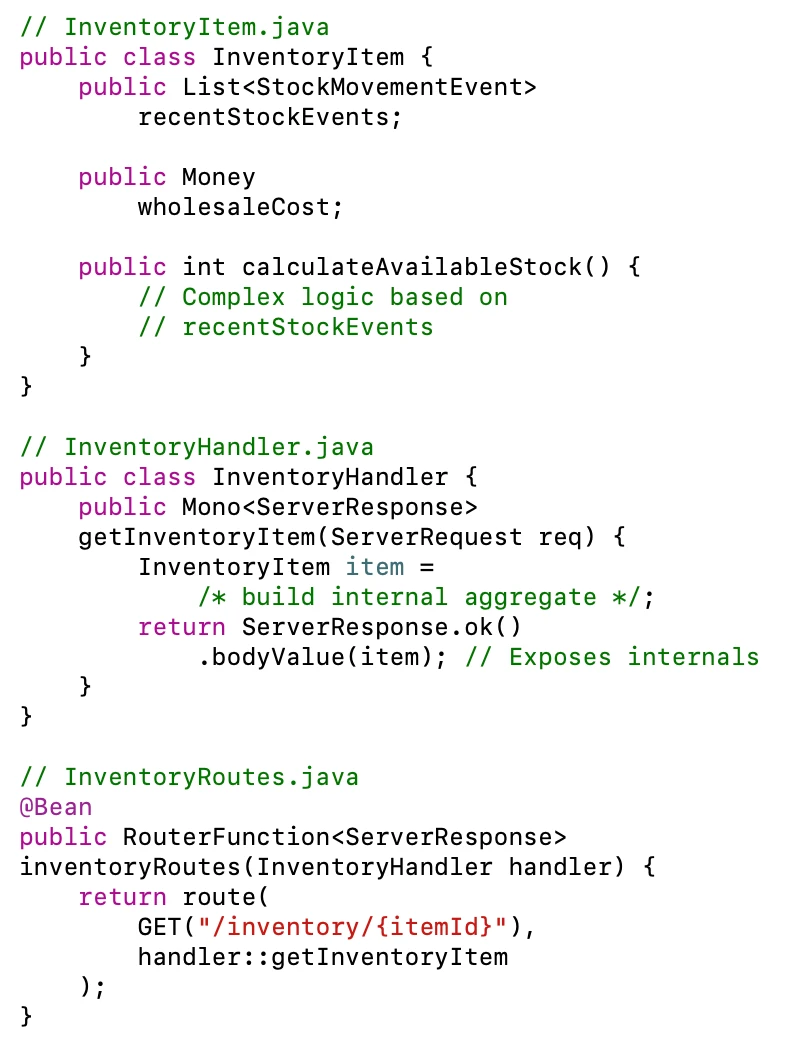 // InventoryItem.java
public class InventoryItem {
    public List<StockMovementEvent>
        recentStockEvents;

    public Money
        wholesaleCost;

    public int calculateAvailableStock() {
        // Complex logic based on
        // recentStockEvents
    }
}

// InventoryHandler.java
public class InventoryHandler {
    public Mono<ServerResponse>
    getInventoryItem(ServerRequest req) {
        InventoryItem item =
            /* build internal aggregate */;
        return ServerResponse.ok()
            .bodyValue(item); // Exposes internals
    }
}

// InventoryRoutes.java
@Bean
public RouterFunction<ServerResponse>
inventoryRoutes(InventoryHandler handler) {
    return route(
        GET("/inventory/{itemId}"),
        handler::getInventoryItem
    );
}